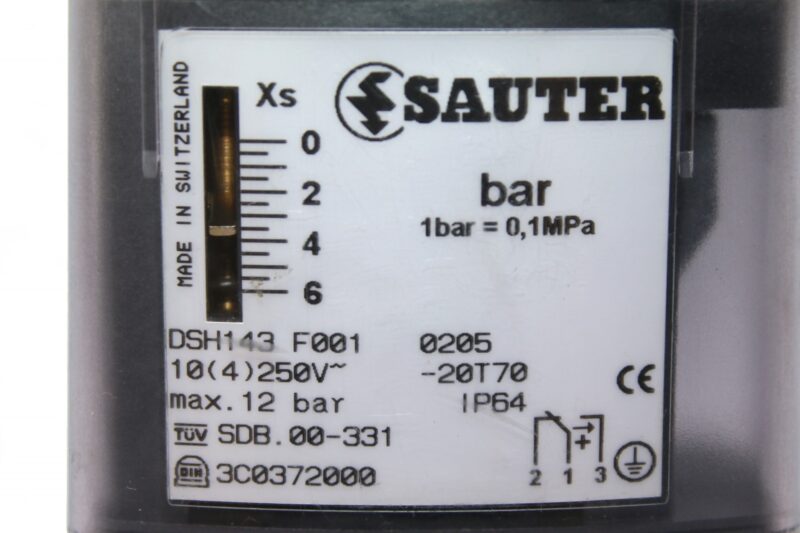 MADE IN SWITZERLAND
Xs
SAUTER
0
2
4
6
bar
1bar = 0,1MPa
DSH143 F001 0205
10(4)250V~ -20T70
max.12 bar IP64
CE
TÜV SDB.00-331
DIN 3C0372000
+
2 1 3